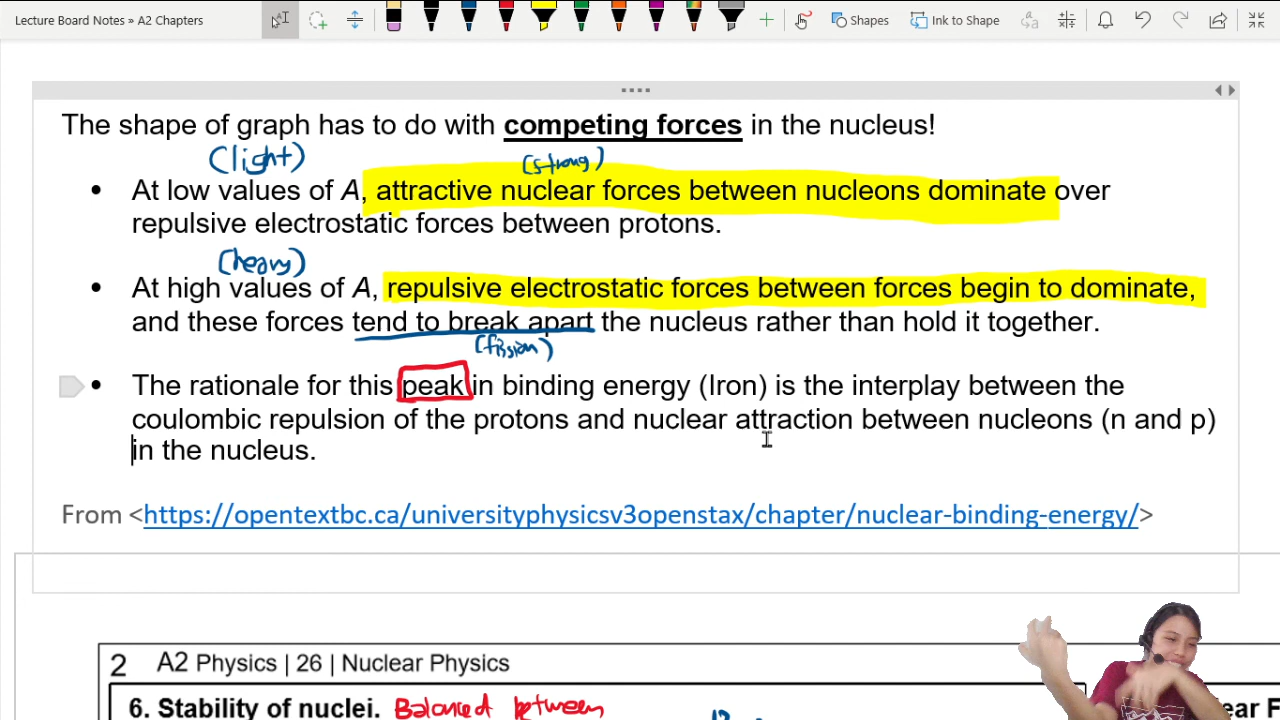 Lecture Board Notes » A2 Chapters
Shapes
Ink to Shape
The shape of graph has to do with competing forces in the nucleus!
(light)
(strong)
• At low values of A, attractive nuclear forces between nucleons dominate over
repulsive electrostatic forces between protons.
(heavy)
• At high values of A, repulsive electrostatic forces between forces begin to dominate,
and these forces tend to break apart the nucleus rather than hold it together.
(fission)
• The rationale for this peak in binding energy (Iron) is the interplay between the
coulombic repulsion of the protons and nuclear attraction between nucleons (n and p)
in the nucleus.
From <https://opentextbc.ca/universityphysicsv3openstax/chapter/nuclear-binding-energy/>
2 A2 Physics | 26 | Nuclear Physics
6. Stability of nuclei. Balanced between